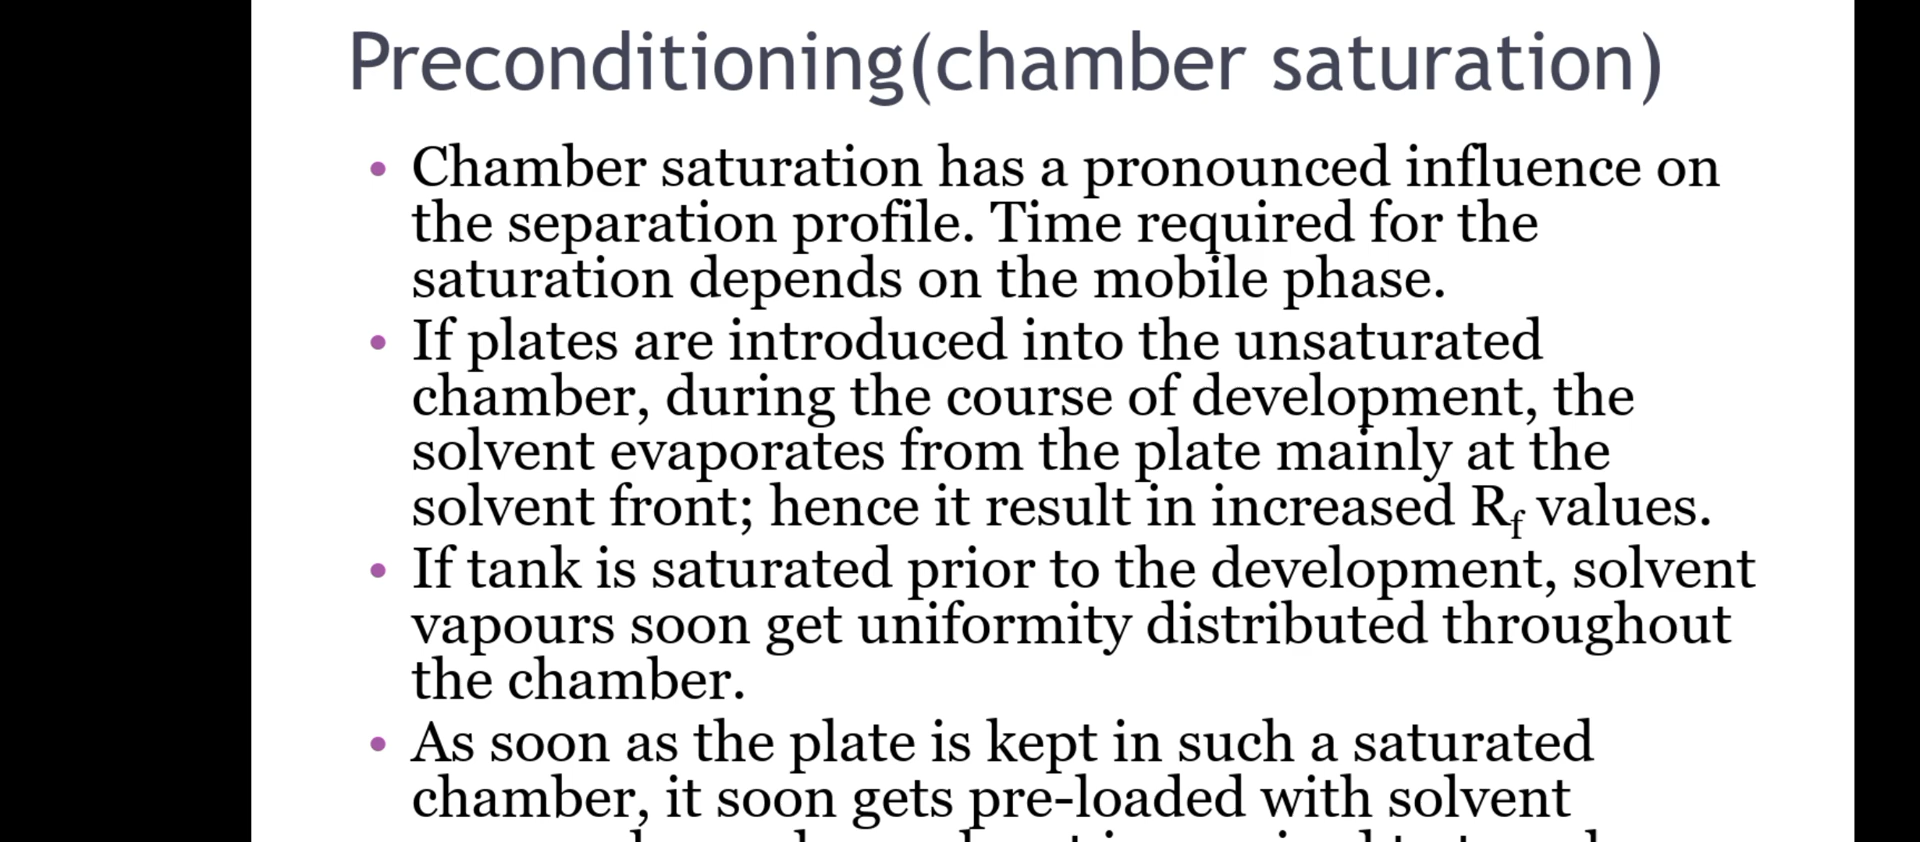 Preconditioning(chamber saturation)
• Chamber saturation has a pronounced influence on
the separation profile. Time required for the
saturation depends on the mobile phase.
• If plates are introduced into the unsaturated
chamber, during the course of development, the
solvent evaporates from the plate mainly at the
solvent front; hence it result in increased Rf values.
• If tank is saturated prior to the development, solvent
vapours soon get uniformity distributed throughout
the chamber.
• As soon as the plate is kept in such a saturated
chamber, it soon gets pre-loaded with solvent